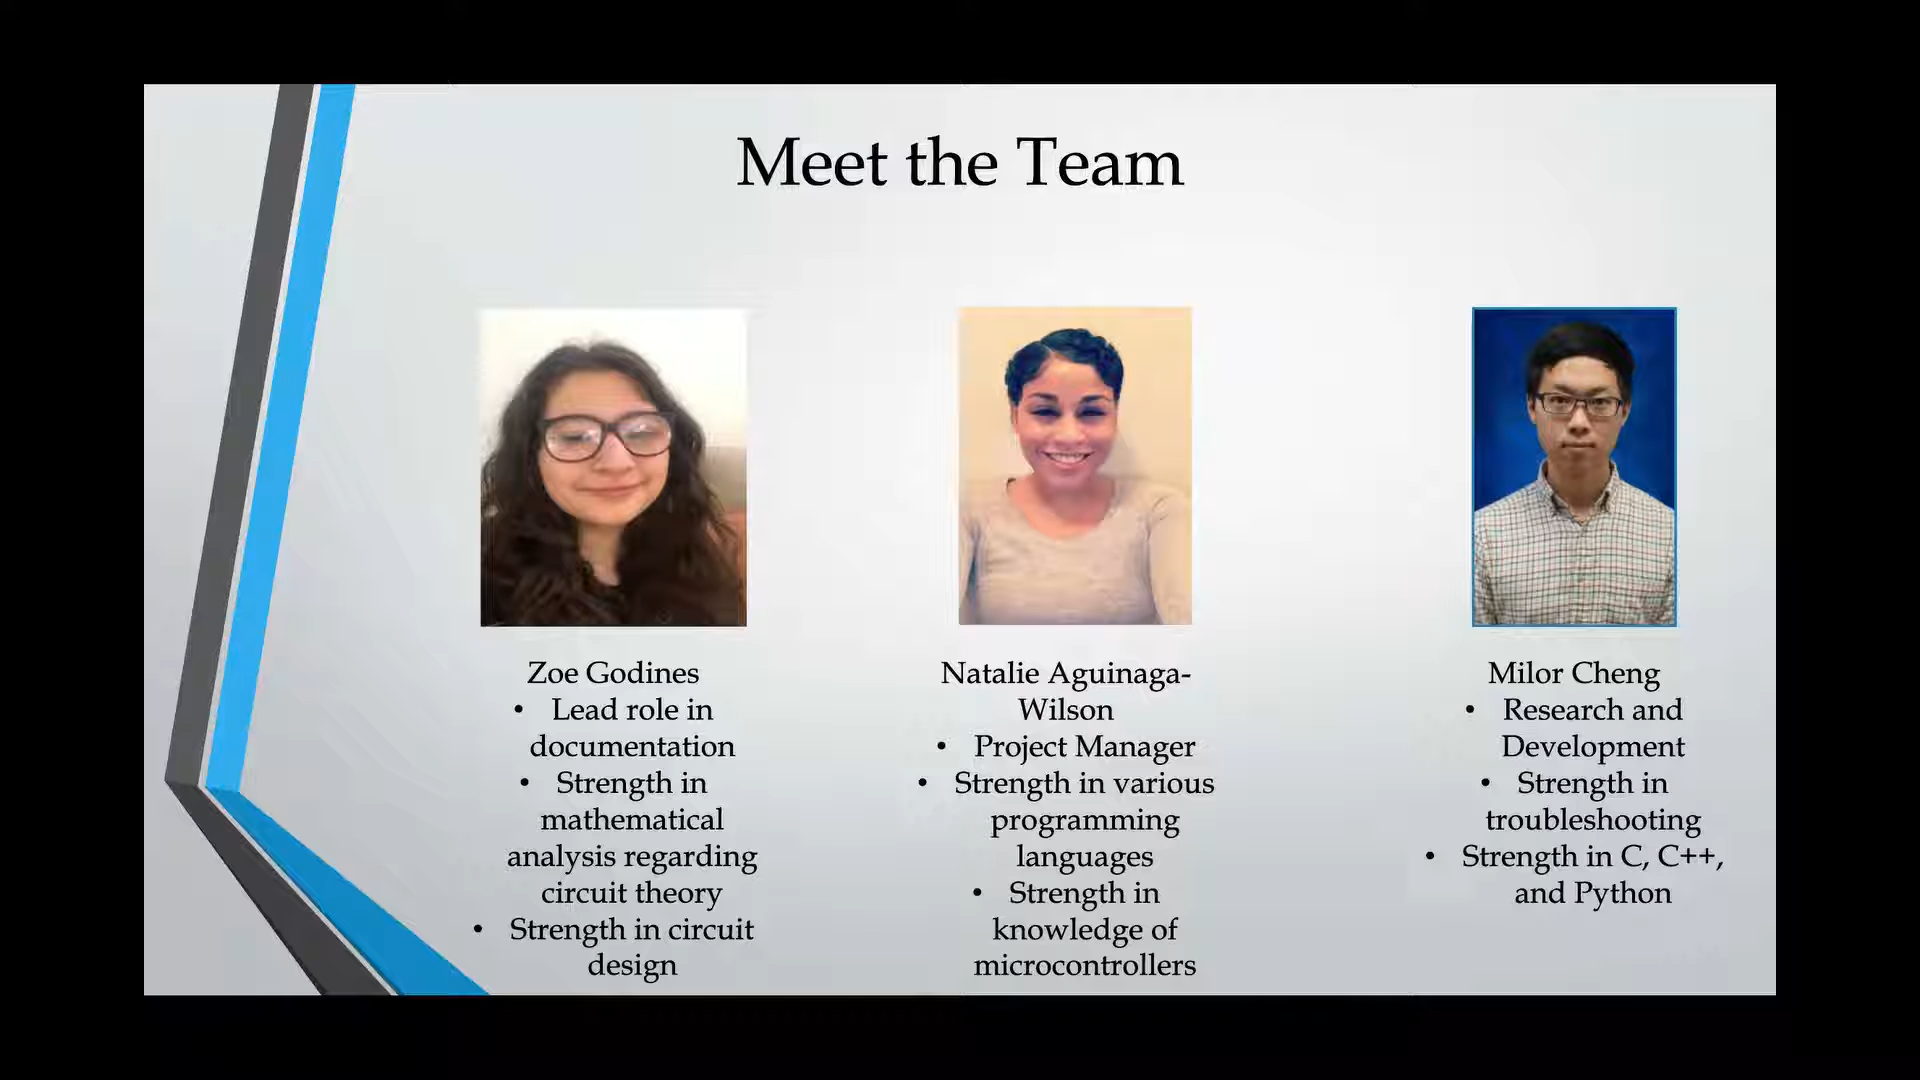 Meet the Team
Zoe Godines
• Lead role in
documentation
• Strength in
mathematical
analysis regarding
circuit theory
• Strength in circuit
design
Natalie Aguinaga-
Wilson
• Project Manager
• Strength in various
programming
languages
• Strength in
knowledge of
microcontrollers
Milor Cheng
• Research and
Development
• Strength in
troubleshooting
• Strength in C, C++,
and Python